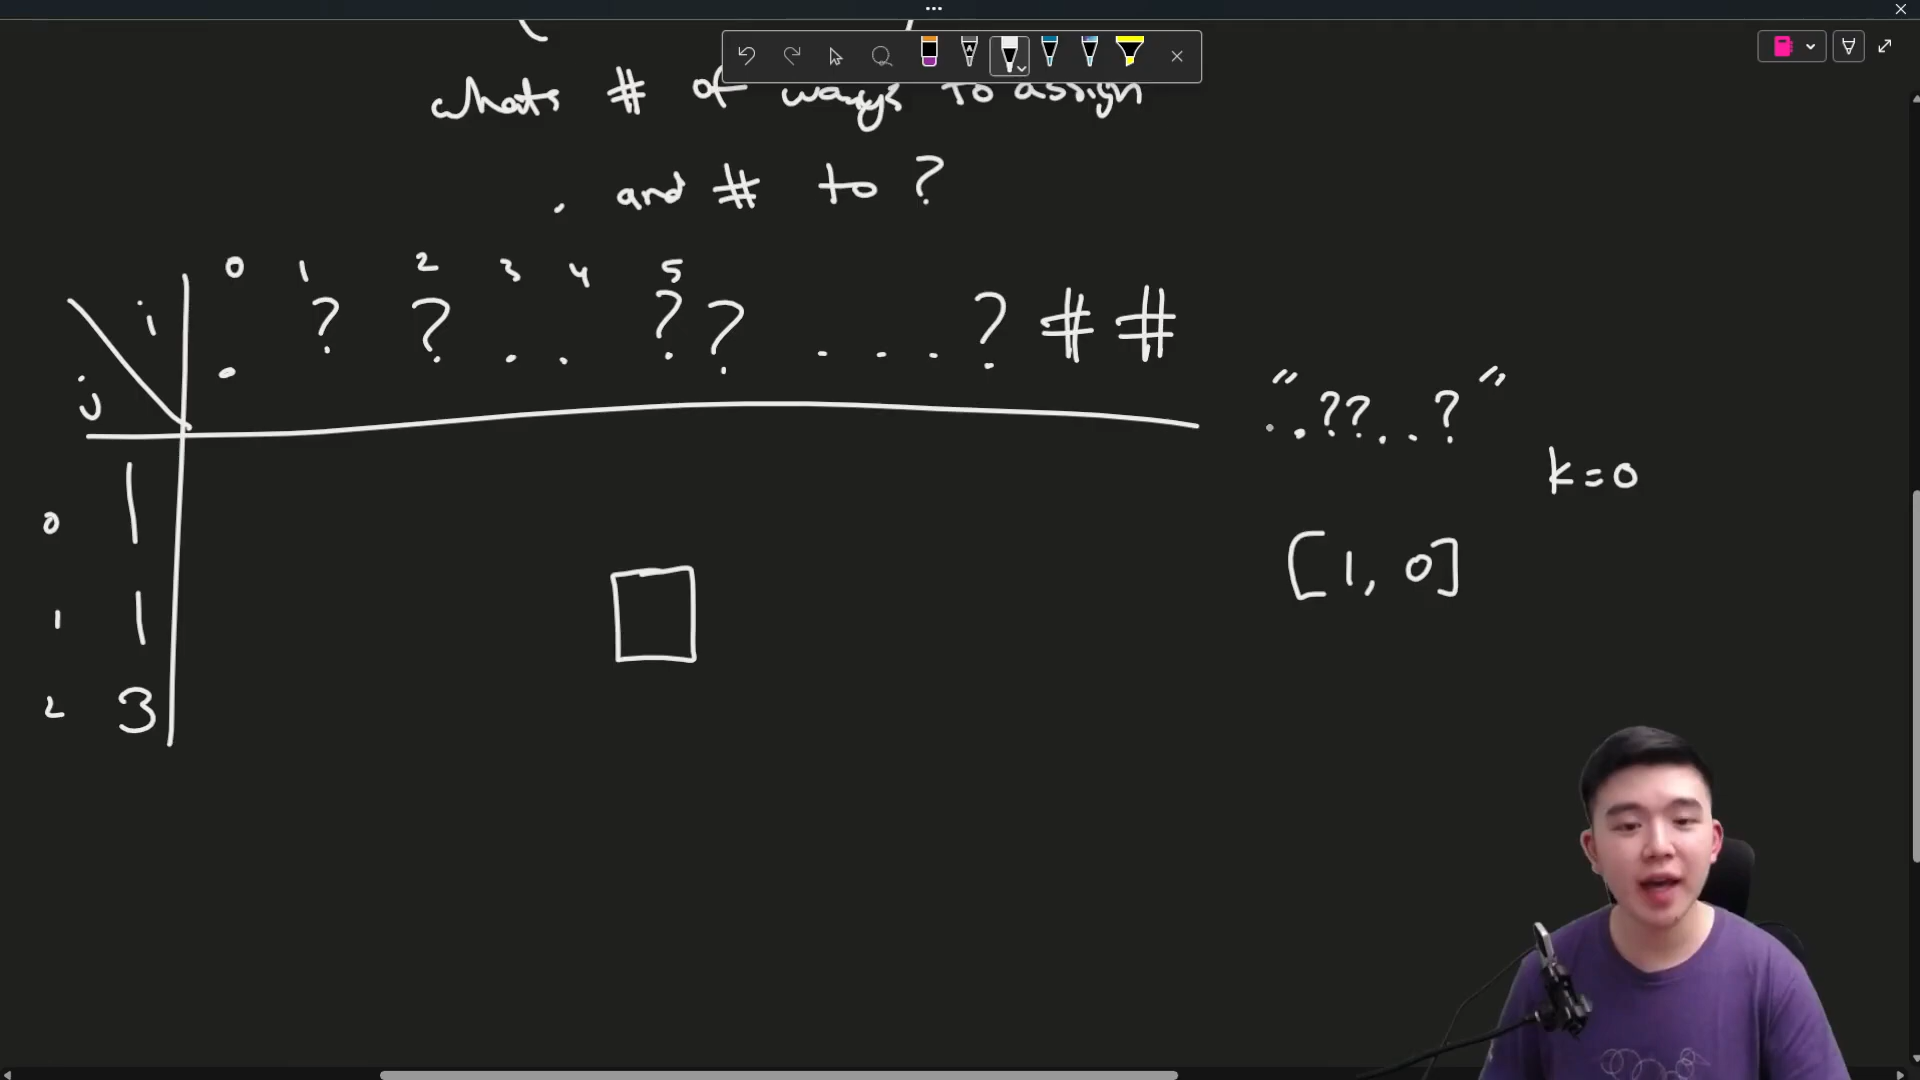 whats # of ways to assign
. and # to ?
0 1 2 3 4 5
i
. ? ? . . ? ? . . . ? # #
j
" . . ? ? . . ? "
k = 0
0 1
[1, 0]
1 1
2 3